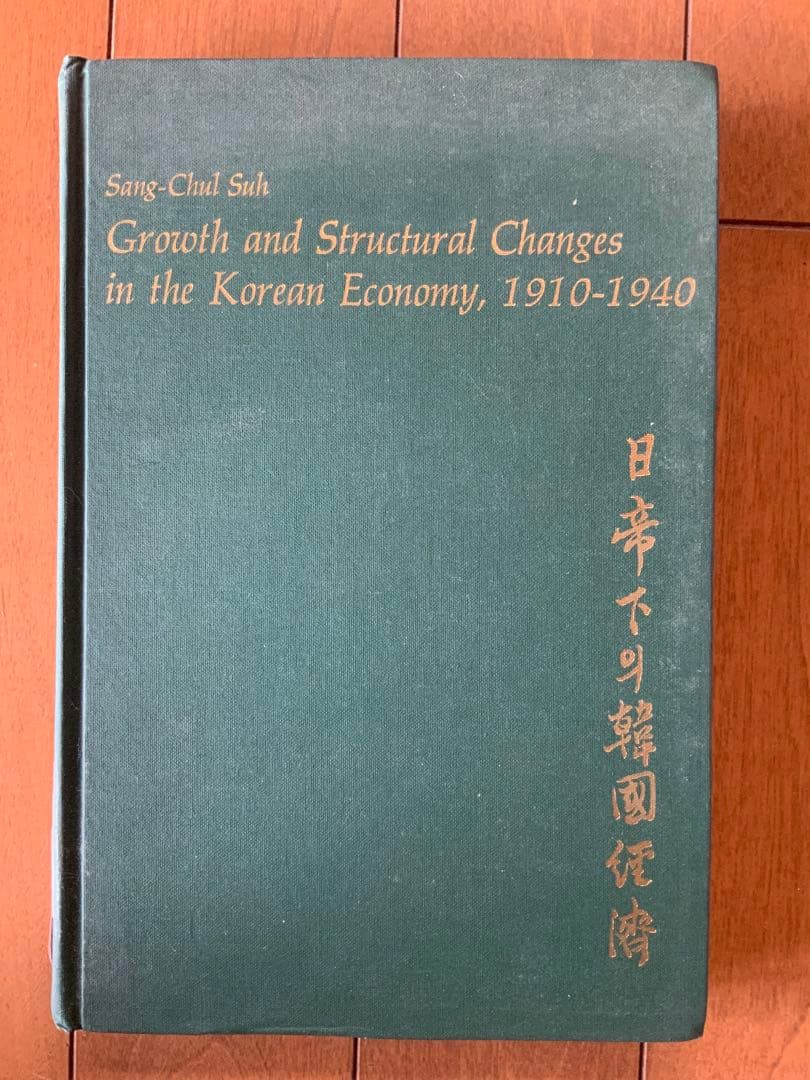 Sang-Chul Suh
Growth and Structural Changes
in the Korean Economy, 1910-1940
日帝下의韓國經濟